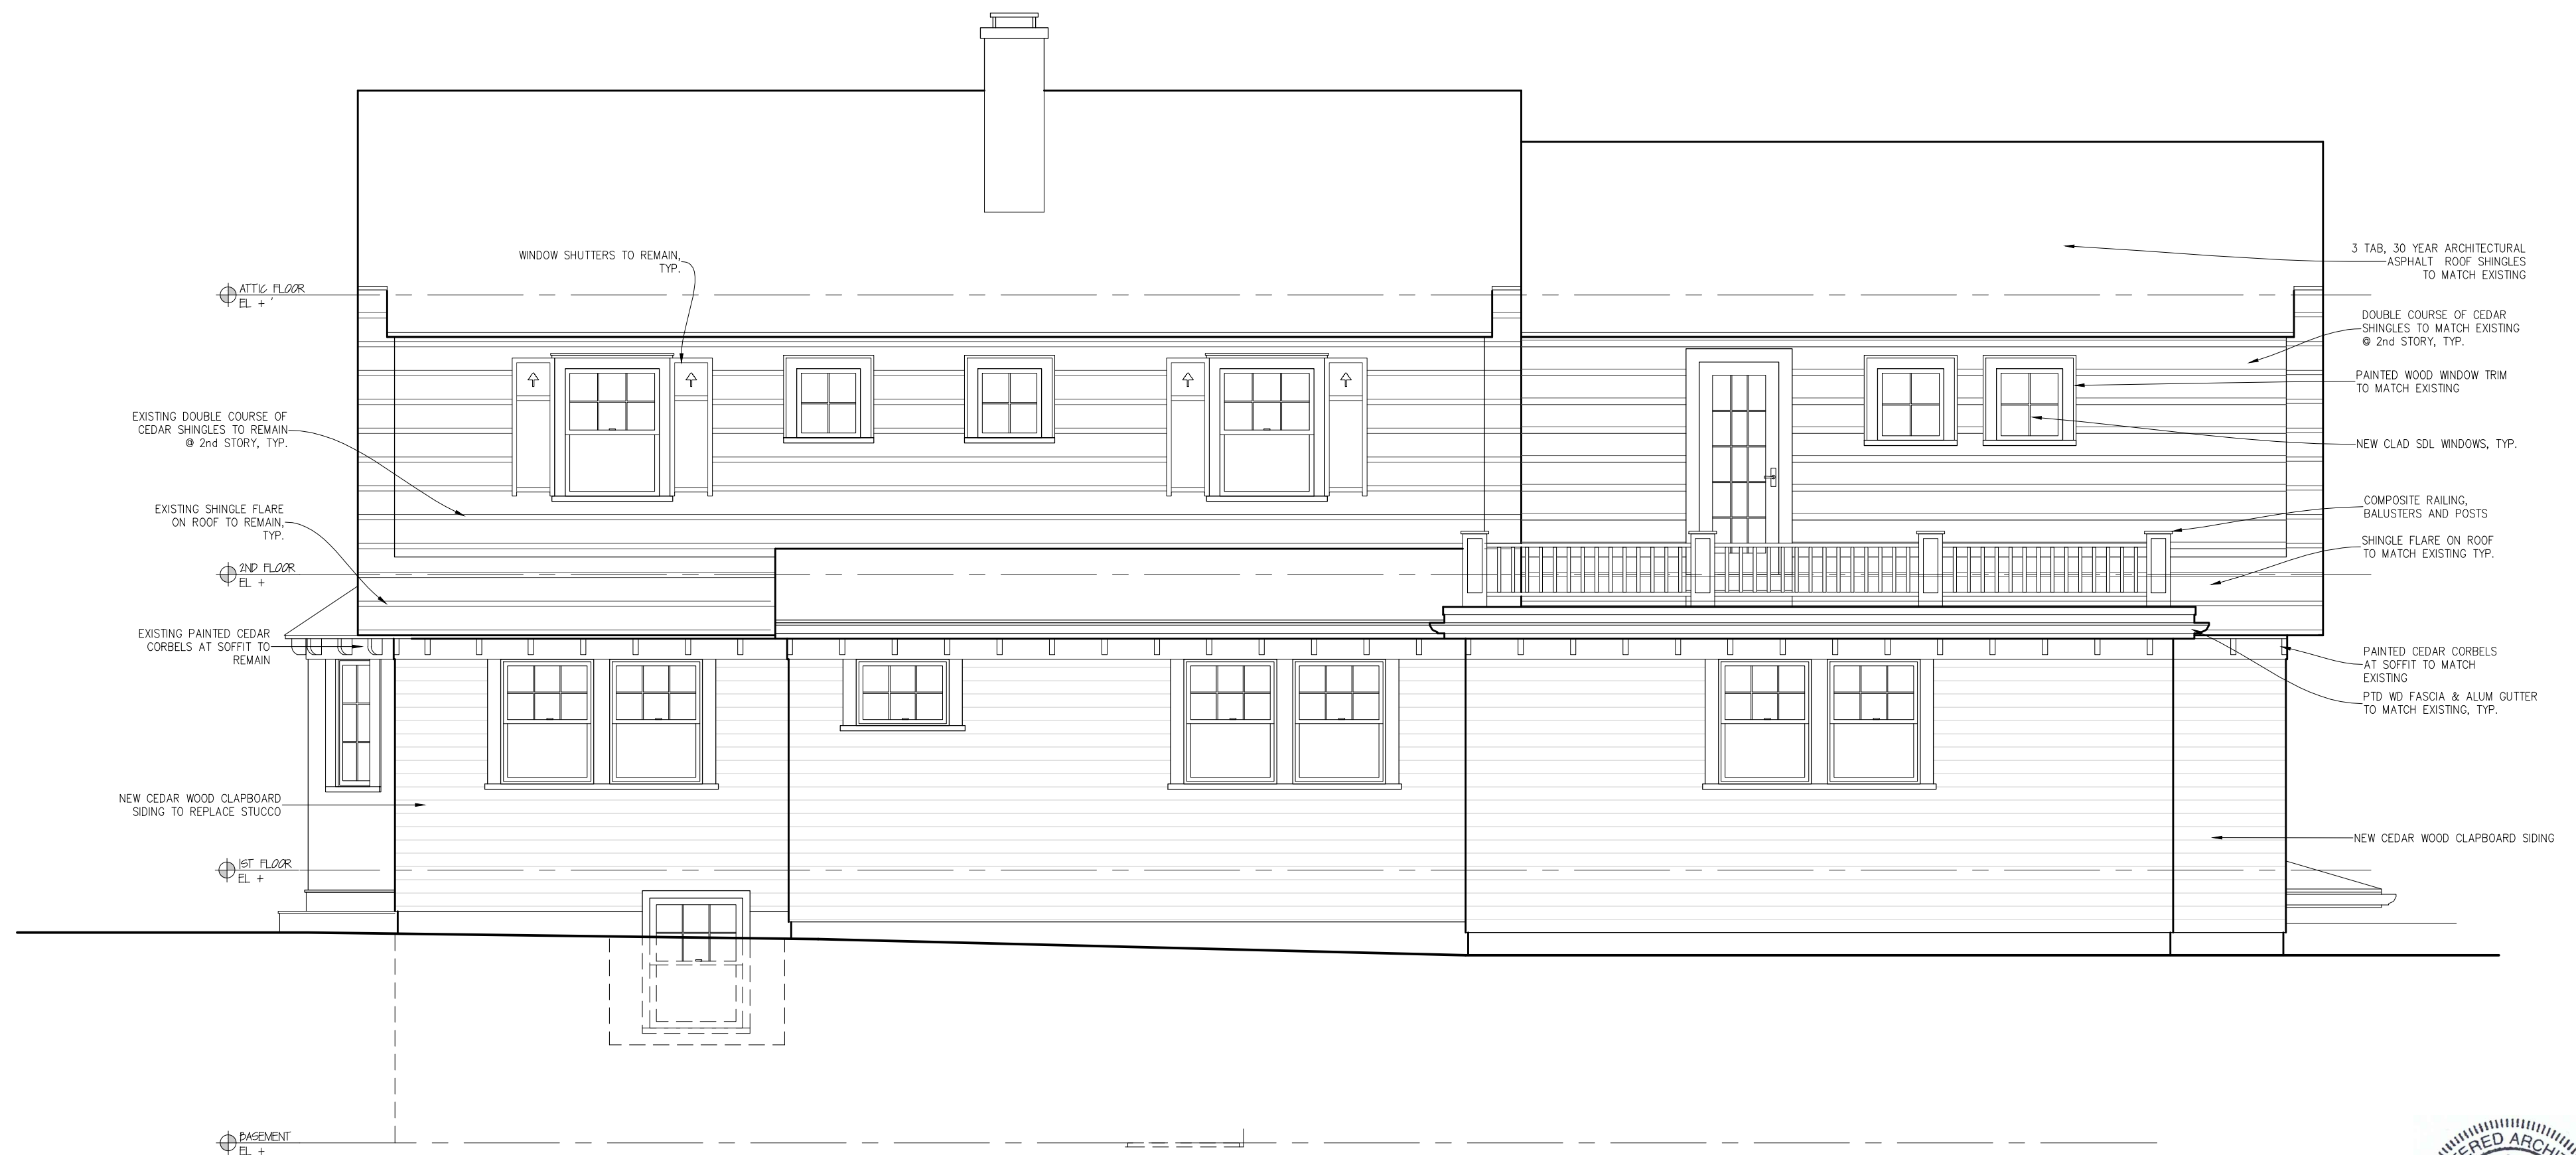 WINDOW SHUTTERS TO REMAIN,
TYP.
ATTIC FLOOR
EL + '
EXISTING DOUBLE COURSE OF
CEDAR SHINGLES TO REMAIN
@ 2nd STORY, TYP.
EXISTING SHINGLE FLARE
ON ROOF TO REMAIN,
TYP.
2ND FLOOR
EL +
EXISTING PAINTED CEDAR
CORBELS AT SOFFIT TO
REMAIN
NEW CEDAR WOOD CLAPBOARD
SIDING TO REPLACE STUCCO
1ST FLOOR
EL +
BASEMENT
EL +
3 TAB, 30 YEAR ARCHITECTURAL
ASPHALT ROOF SHINGLES
TO MATCH EXISTING
DOUBLE COURSE OF CEDAR
SHINGLES TO MATCH EXISTING
@ 2nd STORY, TYP.
PAINTED WOOD WINDOW TRIM
TO MATCH EXISTING
NEW CLAD SDL WINDOWS, TYP.
COMPOSITE RAILING,
BALUSTERS AND POSTS
SHINGLE FLARE ON ROOF
TO MATCH EXISTING TYP.
PAINTED CEDAR CORBELS
AT SOFFIT TO MATCH
EXISTING
PTD WD FASCIA & ALUM GUTTER
TO MATCH EXISTING, TYP.
NEW CEDAR WOOD CLAPBOARD SIDING